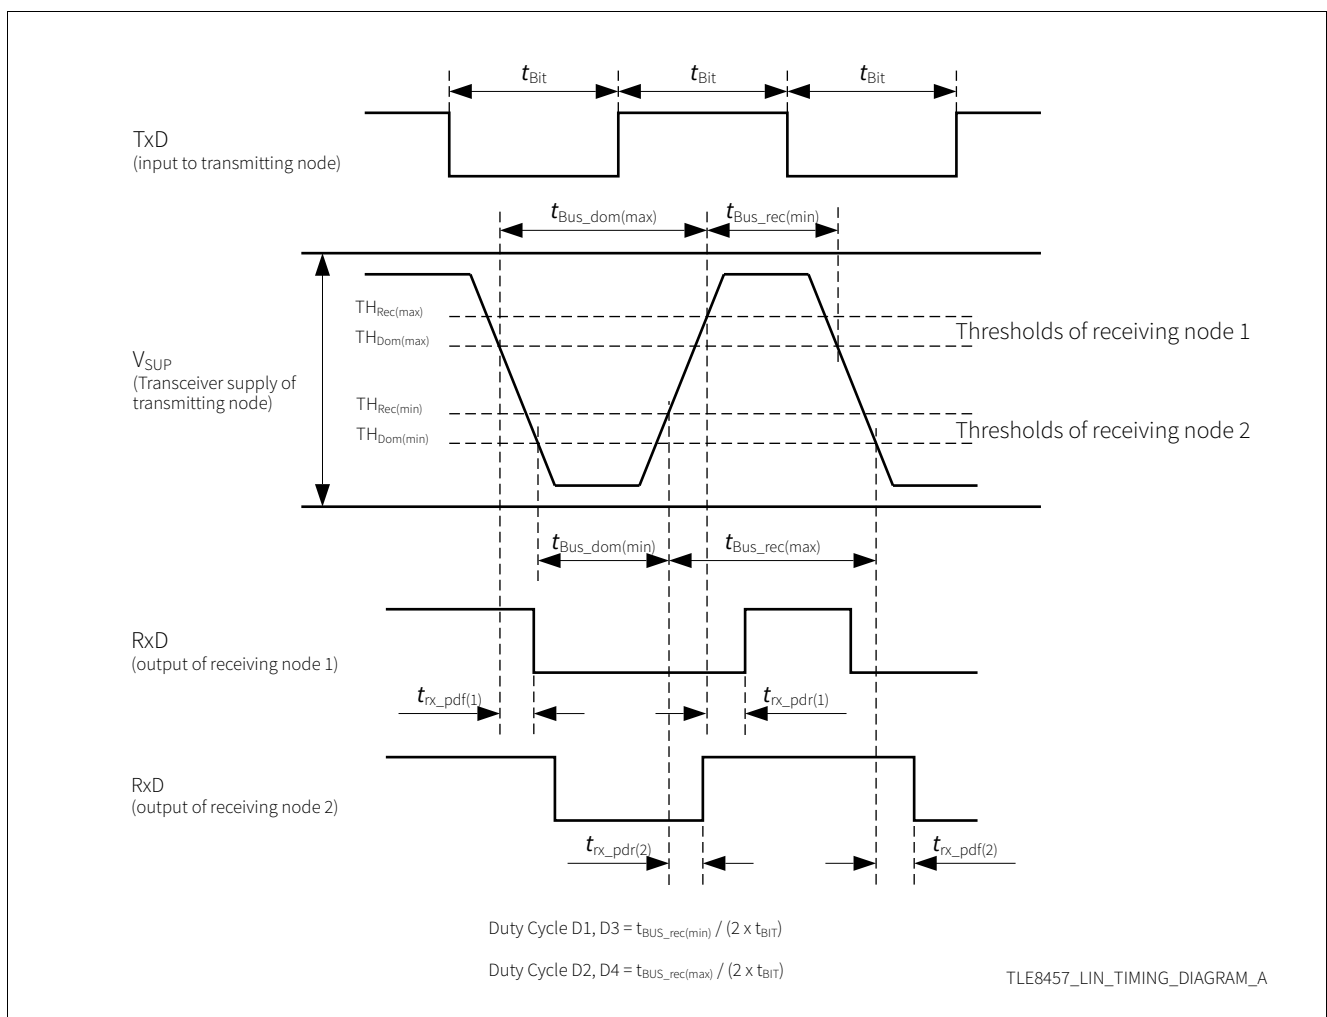 tBit tBit tBit
TxD
(input to transmitting node)
tBus_dom(max) tBus_rec(min)
THRec(max)
Thresholds of receiving node 1
THDom(max)
VSUP
(Transceiver supply of
transmitting node)
THRec(min)
THDom(min)
Thresholds of receiving node 2
tBus_dom(min) tBus_rec(max)
RxD
(output of receiving node 1)
trx_pdf(1) trx_pdr(1)
RxD
(output of receiving node 2)
trx_pdr(2) trx_pdf(2)
Duty Cycle D1, D3 = tBUS_rec(min) / (2 x tBIT)
Duty Cycle D2, D4 = tBUS_rec(max) / (2 x tBIT)
TLE8457_LIN_TIMING_DIAGRAM_A